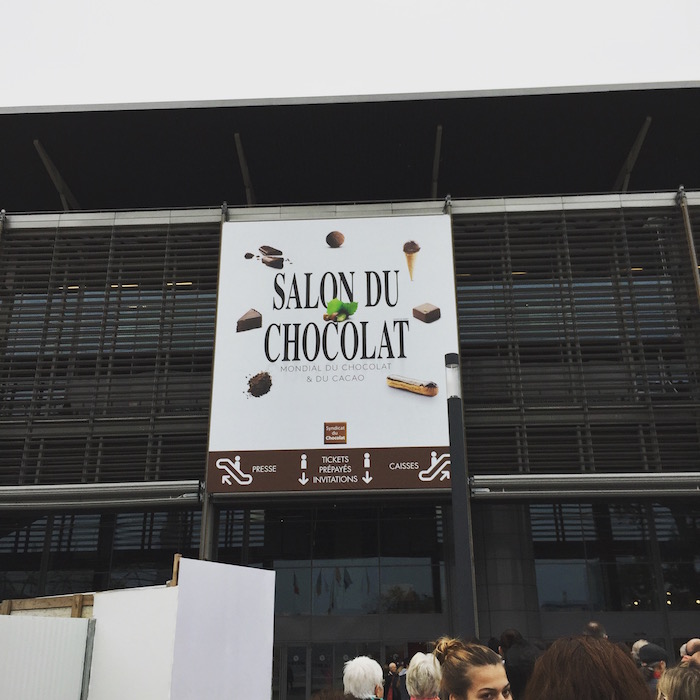 SALON DU
CHOCOLAT
MONDIAL DU CHOCOLAT
& DU CACAO
Syndicat
du
Chocolat
PRESSE
TICKETS
PRÉPAYÉS
INVITATIONS
CAISSES